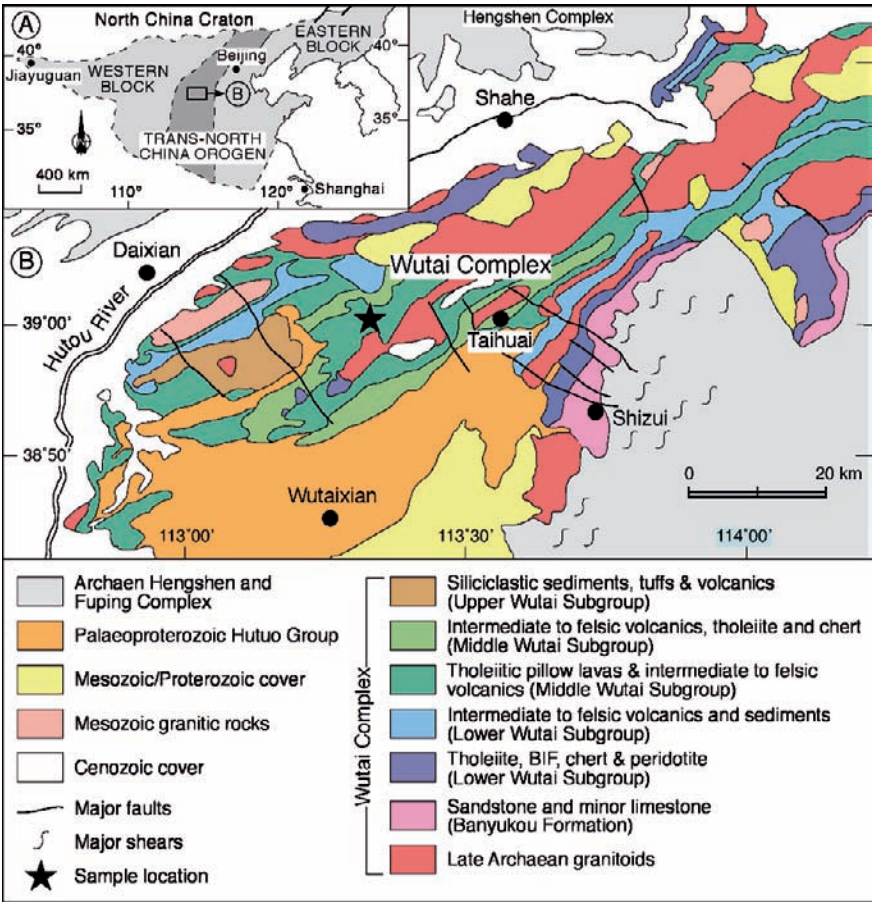 A
North China Craton
EASTERN
BLOCK
WESTERN
BLOCK
Beijing
Jiayuguan
B
TRANS-NORTH
CHINA OROGEN
Shanghai
40°
35°
40°
35°
400 km
110°
120°
Hengshen Complex
Shahe
B
Daixian
Hutou River
Wutai Complex
Taihuai
Shizui
Wutaixian
39°00'
38°50'
113°00'
113°30'
114°00'
0
20 km
Archaen Hengshen and
Fuping Complex
Palaeoproterozoic Hutuo Group
Mesozoic/Proterozoic cover
Mesozoic granitic rocks
Cenozoic cover
Major faults
Major shears
Sample location
Wutai Complex
Siliciclastic sediments, tuffs & volcanics
(Upper Wutai Subgroup)
Intermediate to felsic volcanics, tholeiite and chert
(Middle Wutai Subgroup)
Tholeiitic pillow lavas & intermediate to felsic
volcanics (Middle Wutai Subgroup)
Intermediate to felsic volcanics and sediments
(Lower Wutai Subgroup)
Tholeiite, BIF, chert & peridotite
(Lower Wutai Subgroup)
Sandstone and minor limestone
(Banyukou Formation)
Late Archaean granitoids